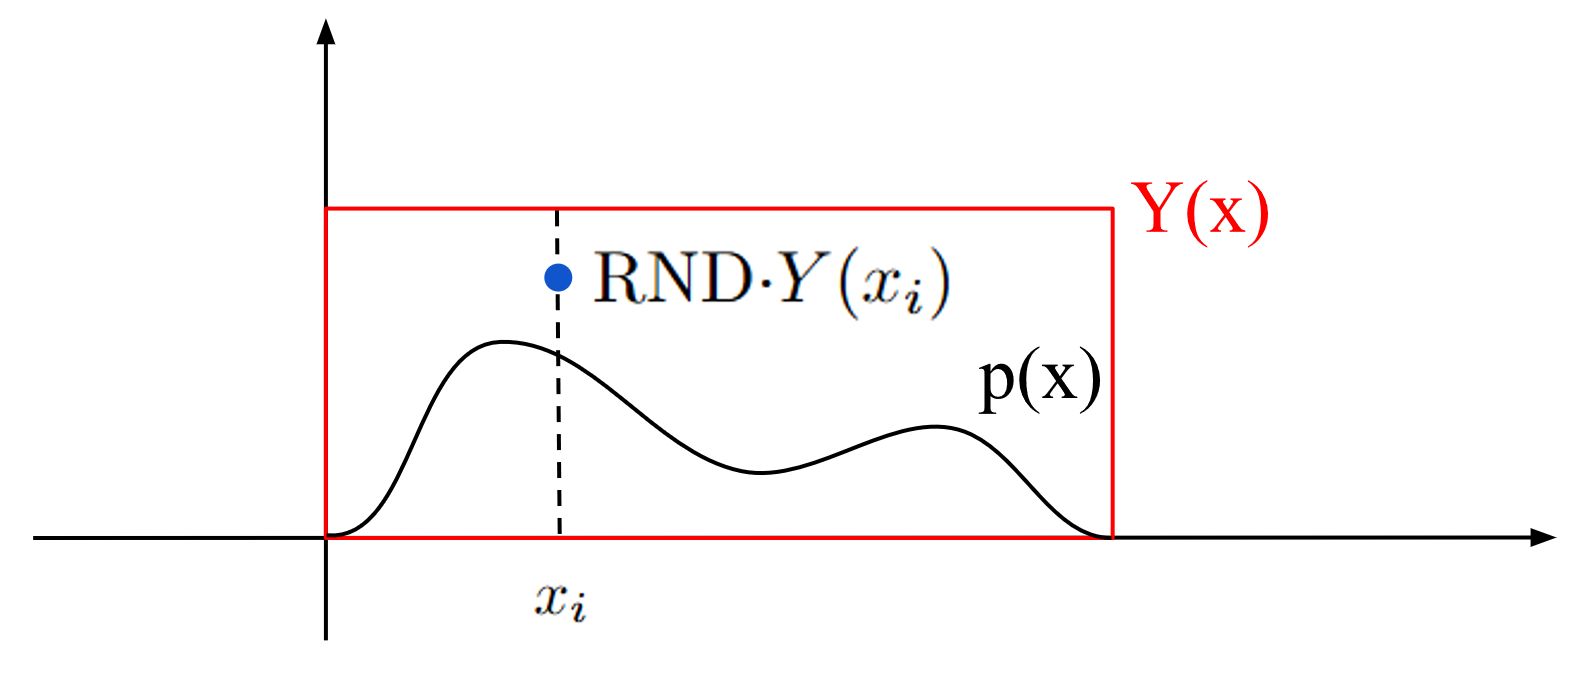 Y(x)
RND·Y(x_i)
p(x)
x_i